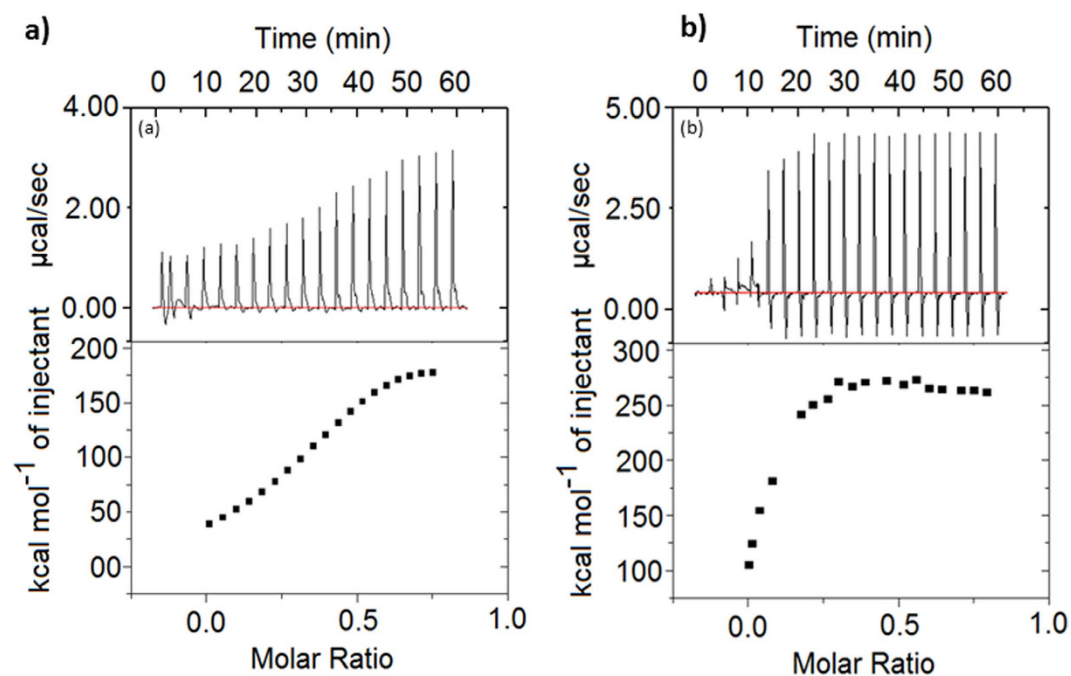 a)
Time (min)
0 10 20 30 40 50 60
4.00
(a)
2.00
0.00
µcal/sec
200
150
100
50
00
kcal mol⁻¹ of injectant
0.0 0.5 1.0
Molar Ratio
b)
Time (min)
0 10 20 30 40 50 60
5.00
(b)
2.50
0.00
µcal/sec
300
250
200
150
100
kcal mol⁻¹ of injectant
0.0 0.5 1.0
Molar Ratio